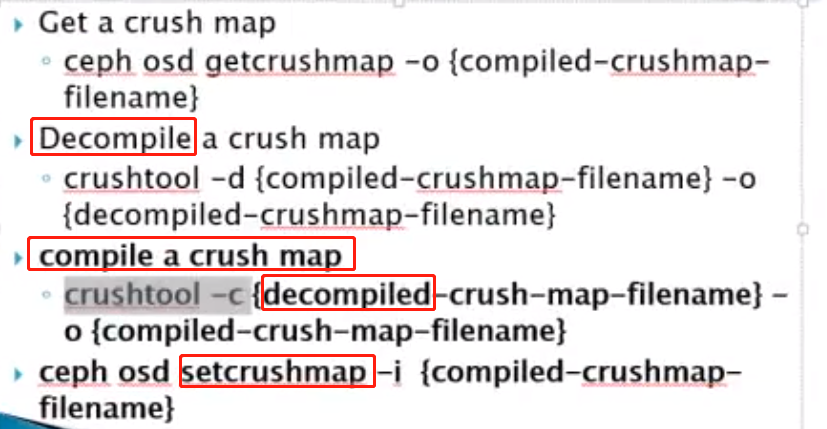 Get a crush map
ceph osd getcrushmap -o {compiled-crushmap-
filename}
Decompile a crush map
crushtool -d {compiled-crushmap-filename} -o
{decompiled-crushmap-filename}
compile a crush map
crushtool -c {decompiled-crush-map-filename} -
o {compiled-crush-map-filename}
ceph osd setcrushmap -i {compiled-crushmap-
filename}